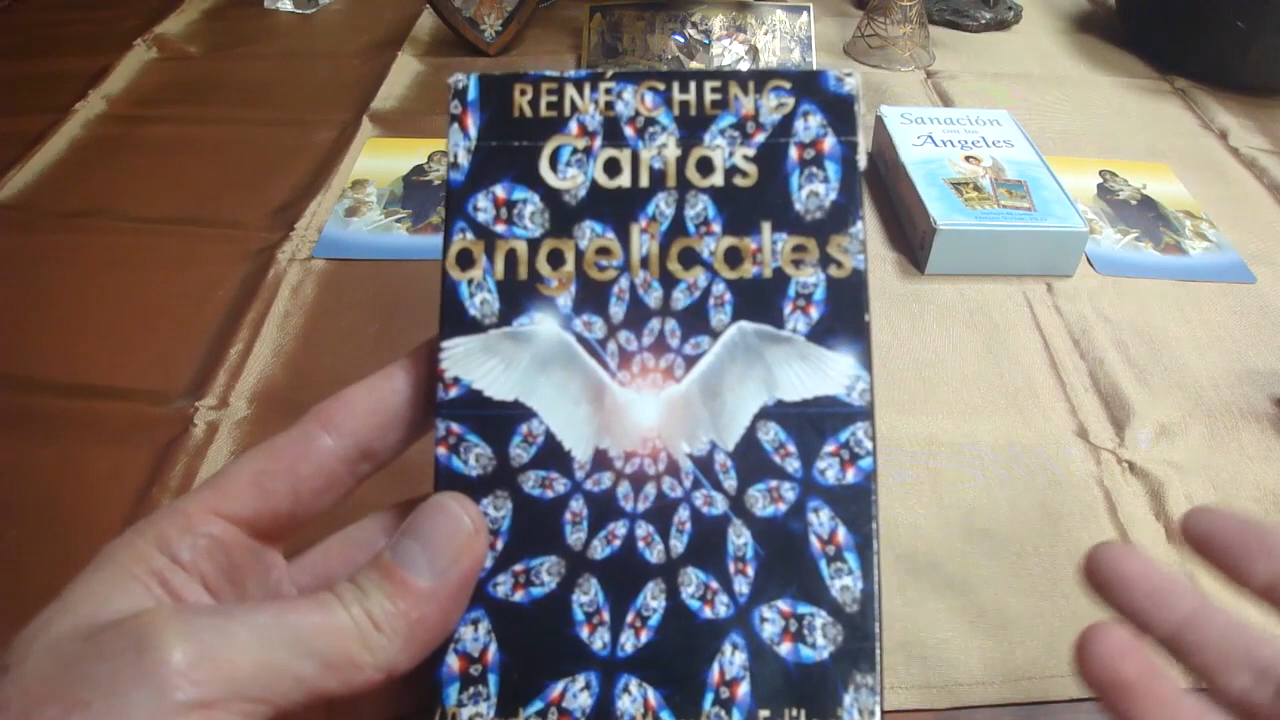 RENÉ CHENG
Cartas
angelicales
Sanación
con los
Ángeles